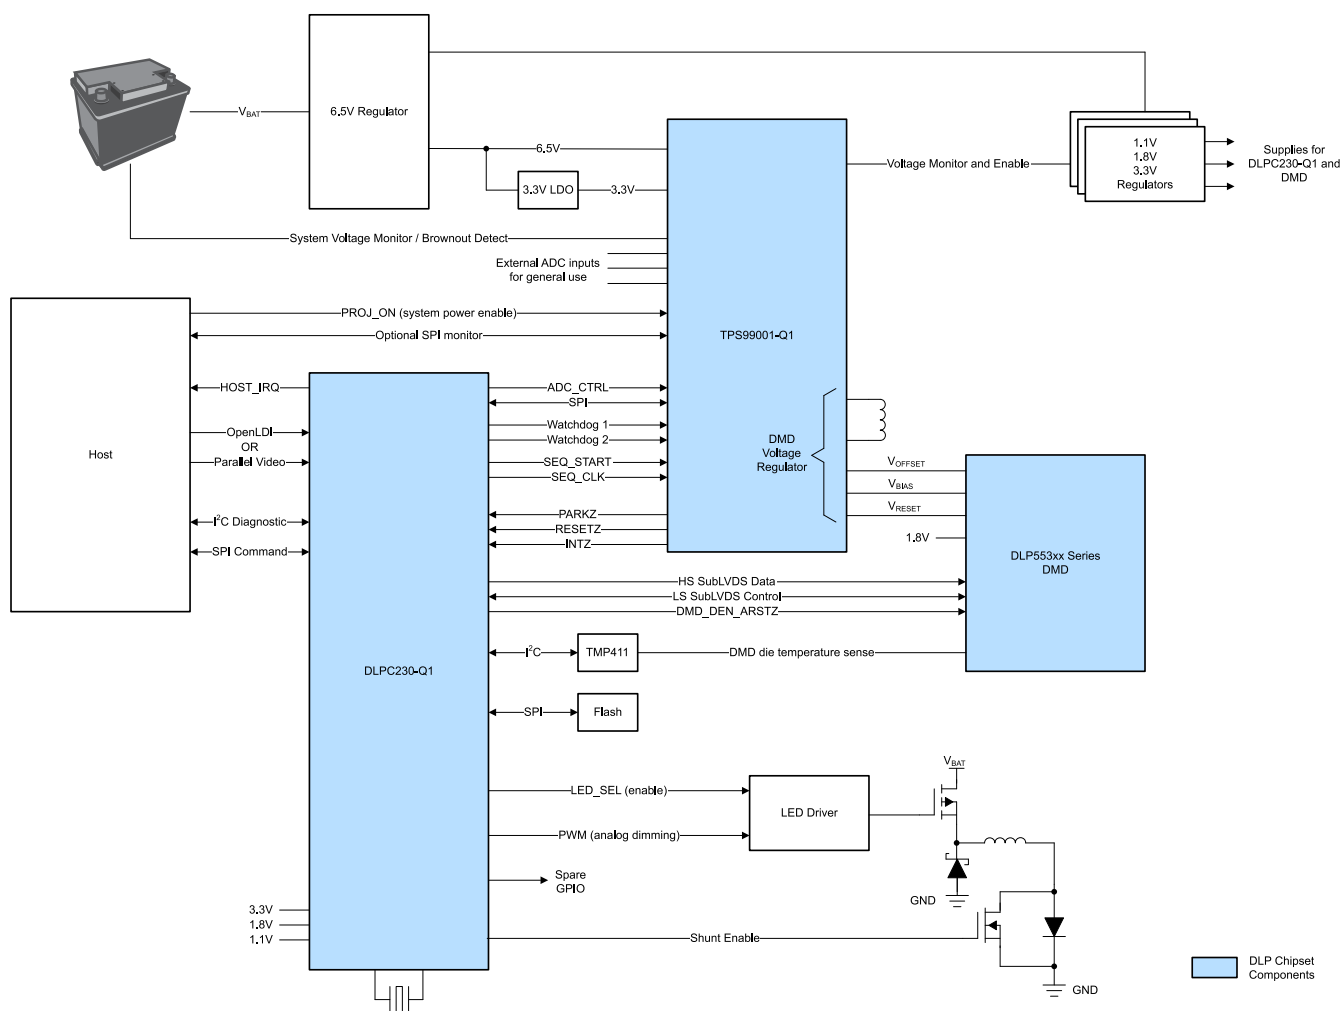 V_BAT
6.5V Regulator
6.5V
3.3V LDO
3.3V
System Voltage Monitor / Brownout Detect
External ADC inputs
for general use
Voltage Monitor and Enable
1.1V
1.8V
3.3V
Regulators
Supplies for
DLPC230-Q1 and
DMD
TPS99001-Q1
PROJ_ON (system power enable)
Optional SPI monitor
Host
HOST_IRQ
OpenLDI
OR
Parallel Video
I²C Diagnostic
SPI Command
DLPC230-Q1
ADC_CTRL
SPI
Watchdog 1
Watchdog 2
SEQ_START
SEQ_CLK
PARKZ
RESETZ
INTZ
DMD
Voltage
Regulator
V_OFFSET
V_BIAS
V_RESET
1.8V
DLP553xx Series
DMD
HS SubLVDS Data
LS SubLVDS Control
DMD_DEN_ARSTZ
I²C
TMP411
DMD die temperature sense
SPI
Flash
LED_SEL (enable)
PWM (analog dimming)
LED Driver
V_BAT
GND
Spare
GPIO
3.3V
1.8V
1.1V
Shunt Enable
GND
DLP Chipset
Components